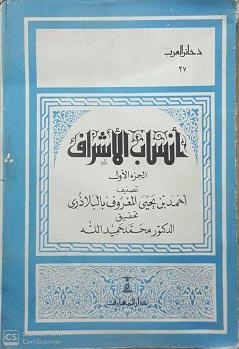 ذخائر العرب
٢٧
أنساب الأشراف
الجزء الأول
تصنيف
أحمد بن يحيى المعروف بالبلاذرى
تحقيق
الدكتور محمد حميد الله
دار المعارف
CS
CamScanner